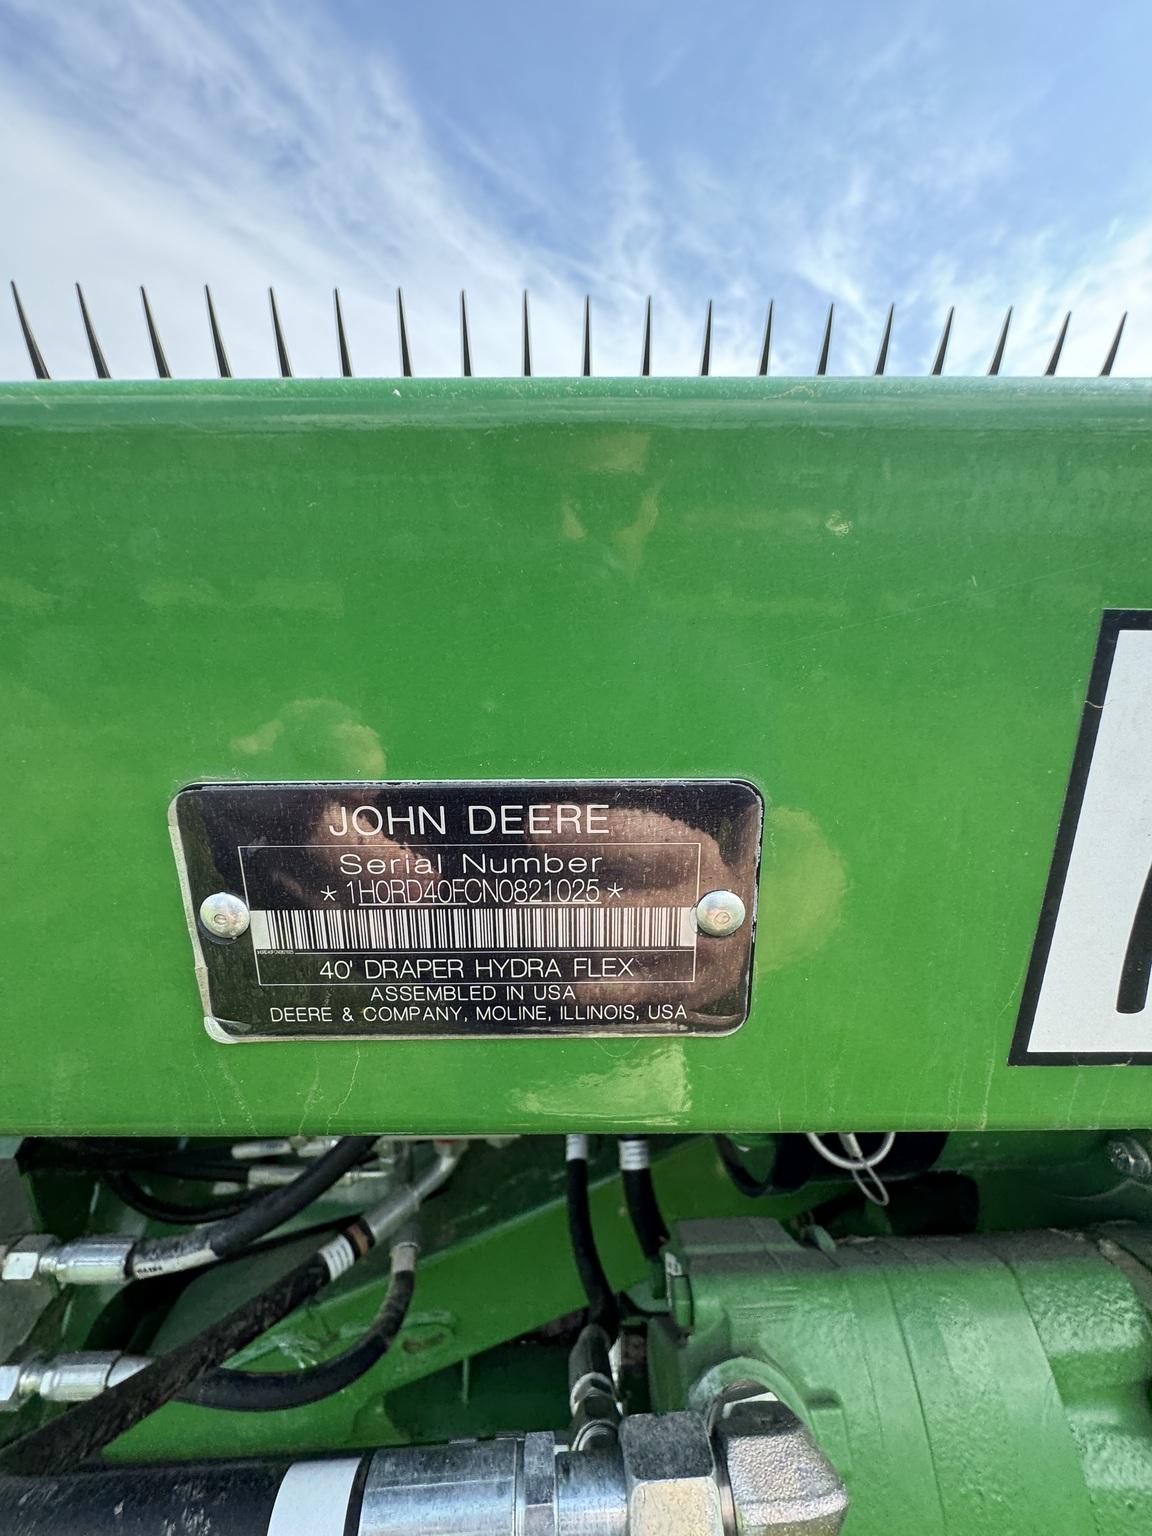 JOHN DEERE
Serial Number
*1H0RD40FCN0821025*
40' DRAPER HYDRA FLEX
ASSEMBLED IN USA
DEERE & COMPANY, MOLINE, ILLINOIS, USA